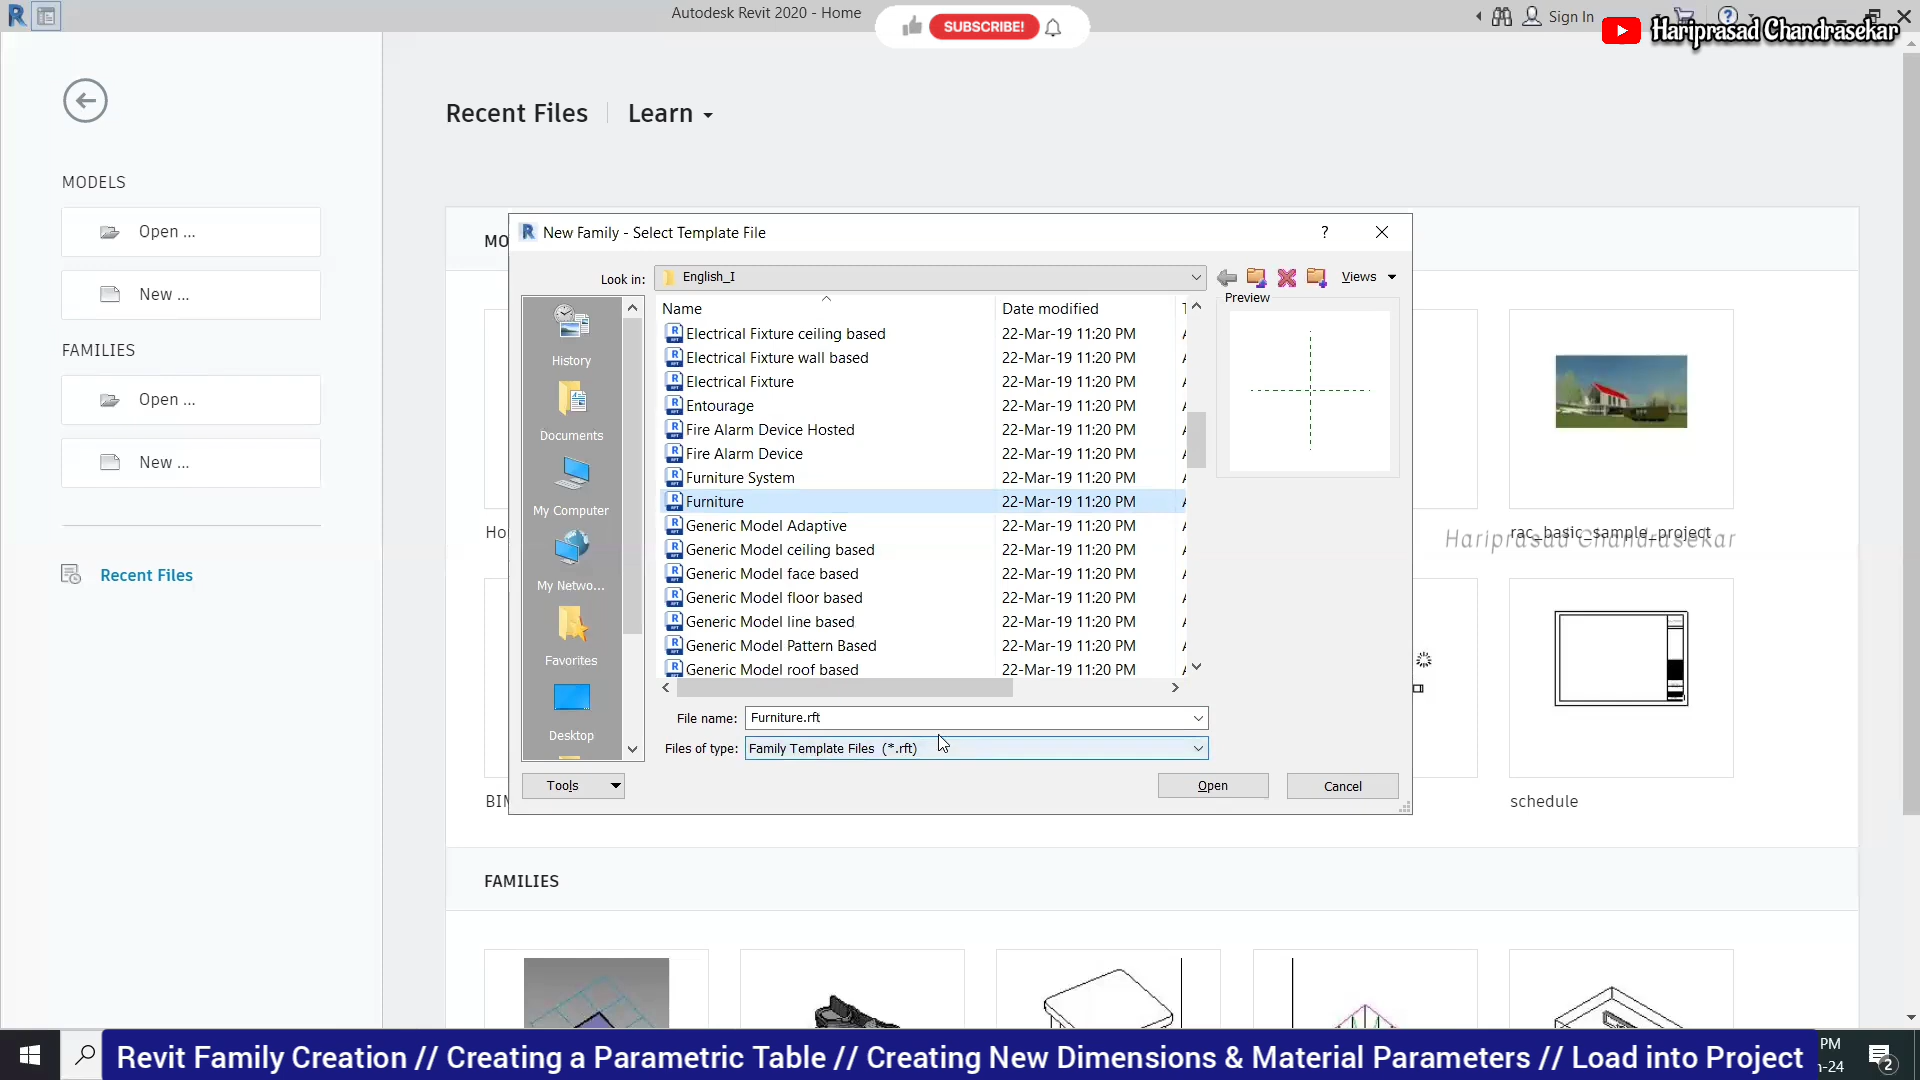 Autodesk Revit 2020 - Home
SUBSCRIBE!
Sign In
Hariprasad Chandrasekar
Recent Files
Learn
MODELS
Open ...
New ...
FAMILIES
Open ...
New ...
Recent Files
MO
New Family - Select Template File
Look in:
English_I
Views
History
Documents
My Computer
My Netwo...
Favorites
Desktop
Name
Date modified
Electrical Fixture ceiling based 22-Mar-19 11:20 PM
Electrical Fixture wall based 22-Mar-19 11:20 PM
Electrical Fixture 22-Mar-19 11:20 PM
Entourage 22-Mar-19 11:20 PM
Fire Alarm Device Hosted 22-Mar-19 11:20 PM
Fire Alarm Device 22-Mar-19 11:20 PM
Furniture System 22-Mar-19 11:20 PM
Furniture 22-Mar-19 11:20 PM
Generic Model Adaptive 22-Mar-19 11:20 PM
Generic Model ceiling based 22-Mar-19 11:20 PM
Generic Model face based 22-Mar-19 11:20 PM
Generic Model floor based 22-Mar-19 11:20 PM
Generic Model line based 22-Mar-19 11:20 PM
Generic Model Pattern Based 22-Mar-19 11:20 PM
Generic Model roof based 22-Mar-19 11:20 PM
Preview
File name:
Furniture.rft
Files of type:
Family Template Files (*.rft)
Tools
Open
Cancel
Ho
rac_basic_sample_project
Hariprasad Chandrasekar
BIM
schedule
FAMILIES
Revit Family Creation // Creating a Parametric Table // Creating New Dimensions & Material Parameters // Load into Project
PM
-24
2